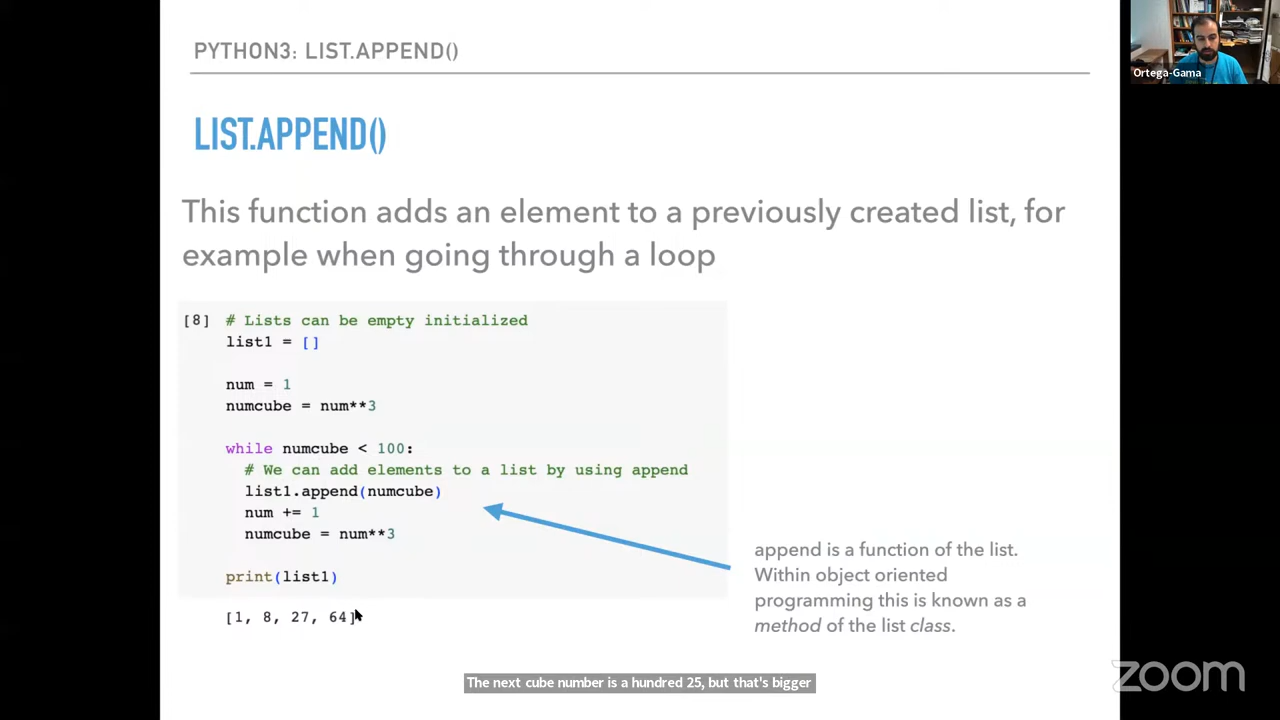 PYTHON3: LIST.APPEND()
Ortega-Gama
LIST.APPEND()
This function adds an element to a previously created list, for
example when going through a loop
[8] # Lists can be empty initialized
list1 = []
num = 1
numcube = num**3
while numcube < 100:
# We can add elements to a list by using append
list1.append(numcube)
num += 1
numcube = num**3
print(list1)
[1, 8, 27, 64]
append is a function of the list.
Within object oriented
programming this is known as a
method of the list class.
The next cube number is a hundred 25, but that's bigger
zoom